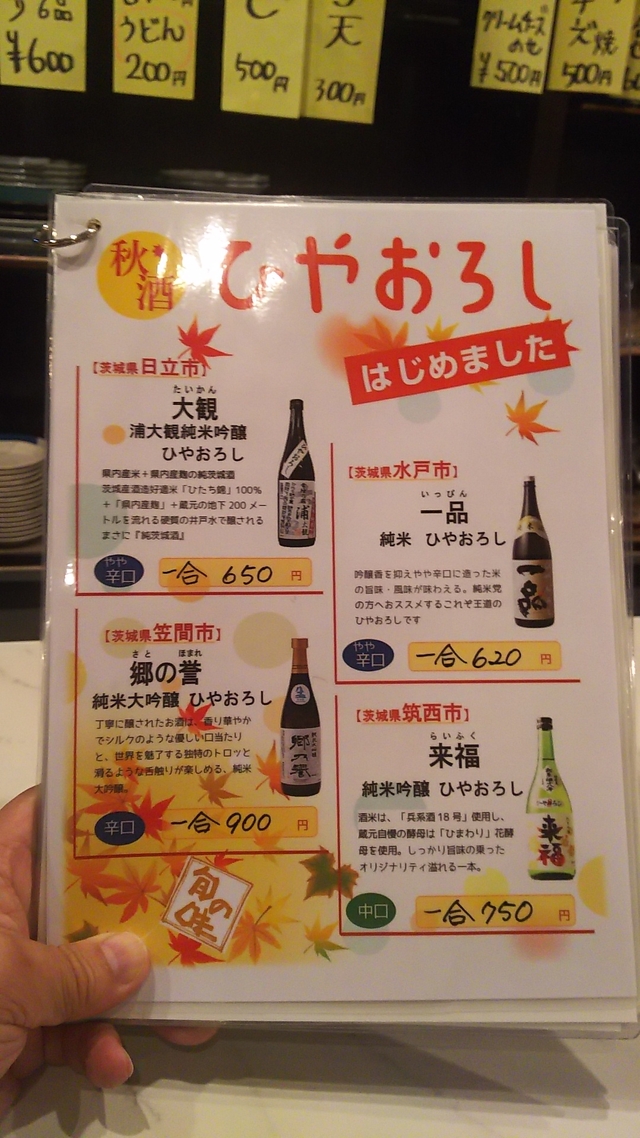 ¥600
うどん
200円
500円
天
300円
クリームチーズ
のせ
¥500円
焼
500円
秋酒
ひやおろし
はじめました
【茨城県日立市】
たいかん
大観
浦大観純米吟醸
ひやおろし
県内産米+県内産麹の純茨城酒
茨城産酒造好適米「ひたち錦」100%
+「県内産麹」+蔵元の地下200メー
トルを流れる硬質の井戸水で醸される
まさに『純茨城酒』
やや
辛口
一合 650 円
【茨城県水戸市】
いっぴん
一品
純米 ひやおろし
吟醸香を抑えやや辛口に造った米
の旨味・風味が味わえる。純米党
の方へおススメするこれぞ王道の
ひやおろしです
やや
辛口
一合 620 円
【茨城県笠間市】
さと ほまれ
郷の誉
純米大吟醸 ひやおろし
丁寧に醸されたお酒は、香り華やか
でシルクのような優しい口当たり
と、世界を魅了する独特のトロッと
滑るような舌触りが楽しめる、純米
大吟醸。
辛口
一合 900 円
【茨城県筑西市】
らいふく
来福
純米吟醸 ひやおろし
酒米は、「兵系酒18号」使用し、
蔵元自慢の酵母は「ひまわり」花酵
母を使用。しっかり旨味の乗った
オリジナリティ溢れる一本。
中口
一合 750 円
旬の味
一品
郷の誉
来福